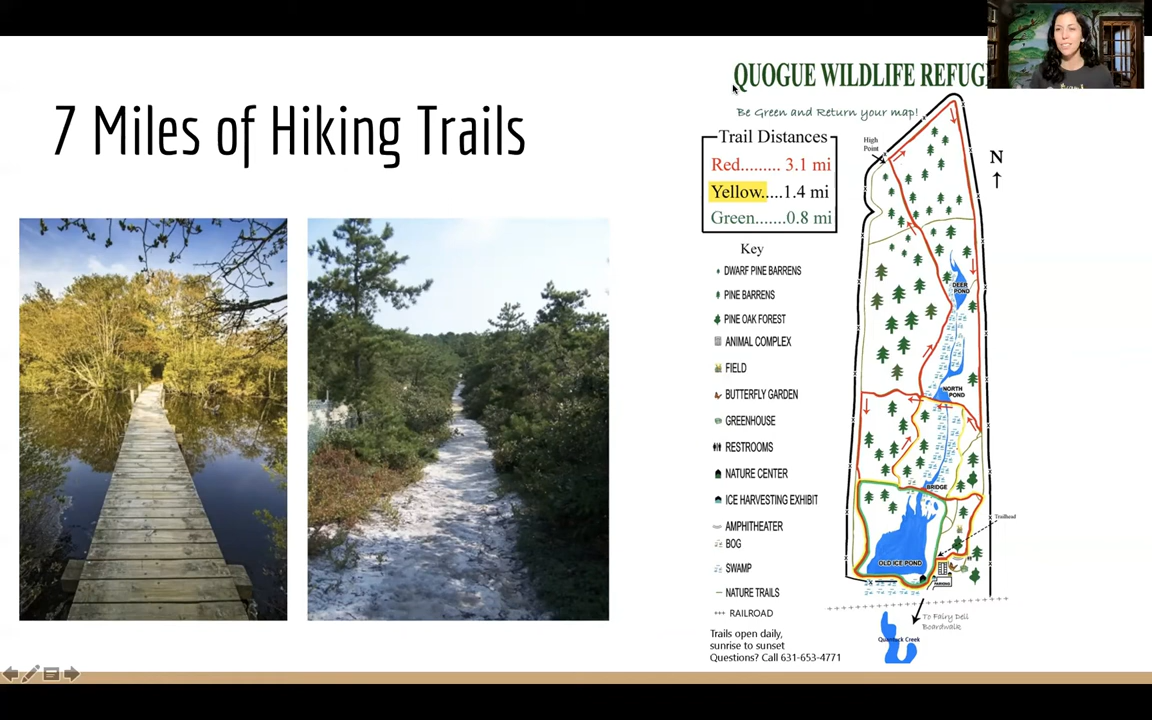 7 Miles of Hiking Trails
QUOGUE WILDLIFE REFUG
Be Green and Return your map!
Trail Distances
Red......... 3.1 mi
Yellow.....1.4 mi
Green.......0.8 mi
Key
DWARF PINE BARRENS
PINE BARRENS
PINE OAK FOREST
ANIMAL COMPLEX
FIELD
BUTTERFLY GARDEN
GREENHOUSE
RESTROOMS
NATURE CENTER
ICE HARVESTING EXHIBIT
AMPHITHEATER
BOG
SWAMP
NATURE TRAILS
RAILROAD
Trails open daily,
sunrise to sunset
Questions? Call 631-653-4771
High
Point
N
DEER
POND
NORTH
POND
BRIDGE
Trailhead
OLD ICE POND
PARKING
To Fairy Dell
Boardwalk
Quantuck Creek